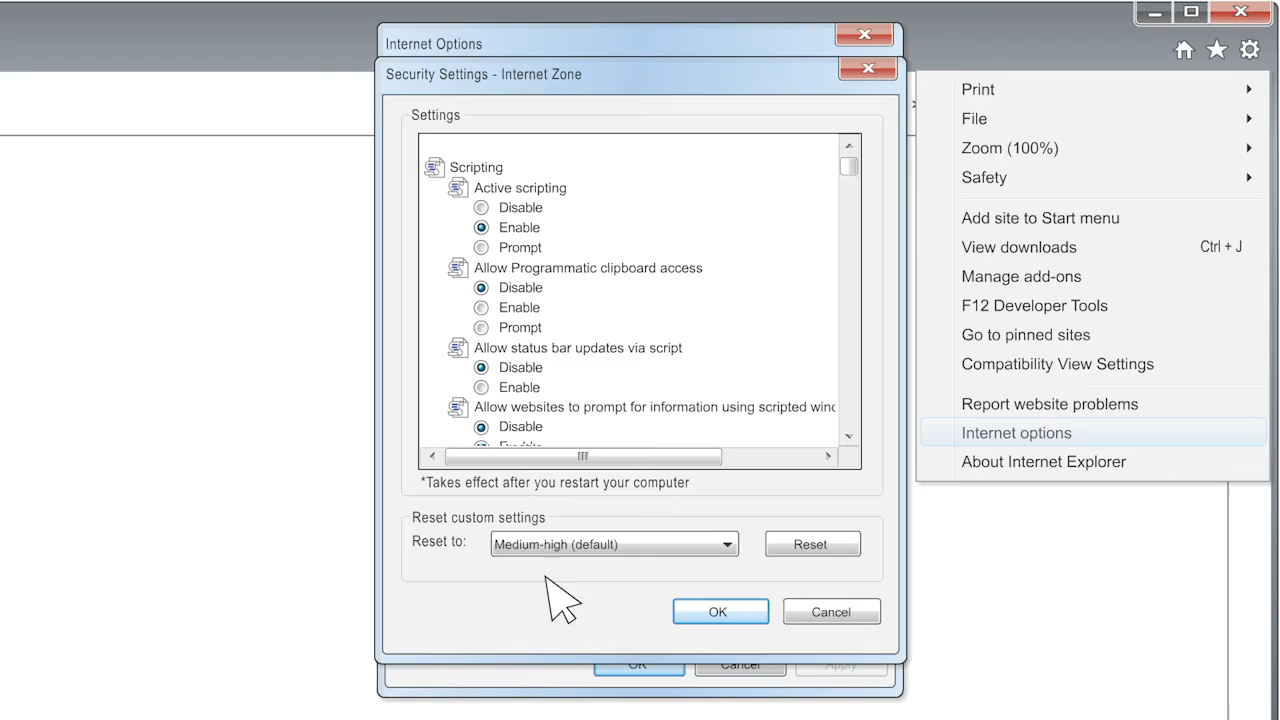 Internet Options
Security Settings - Internet Zone
Settings
Scripting
Active scripting
Disable
Enable
Prompt
Allow Programmatic clipboard access
Disable
Enable
Prompt
Allow status bar updates via script
Disable
Enable
Allow websites to prompt for information using scripted
Disable
*Takes effect after you restart your computer
Reset custom settings
Reset to:
Medium-high (default)
Reset
OK
Cancel
OK
Cancel
Apply
Print
File
Zoom (100%)
Safety
Add site to Start menu
View downloads Ctrl + J
Manage add-ons
F12 Developer Tools
Go to pinned sites
Compatibility View Settings
Report website problems
Internet options
About Internet Explorer